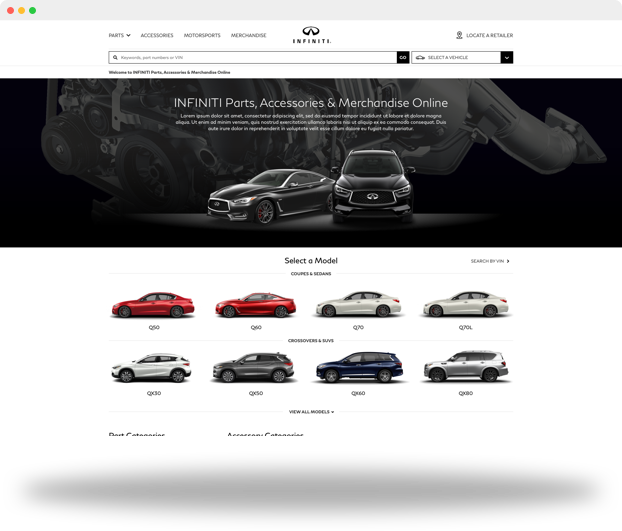 PARTS ACCESSORIES MOTORSPORTS MERCHANDISE
INFINITI.
LOCATE A RETAILER
Keywords, part numbers or VIN
GO
SELECT A VEHICLE
Welcome to INFINITI Parts, Accessories & Merchandise Online
INFINITI Parts, Accessories & Merchandise Online
Lorem ipsum dolor sit amet, consectetur adipiscing elit, sed do eiusmod tempor incididunt ut labore et dolore magna
aliqua. Ut enim ad minim veniam, quis nostrud exercitation ullamco laboris nisi ut aliquip ex ea commodo consequat. Duis
aute irure dolor in reprehenderit in voluptate velit esse cillum dolore eu fugiat nulla pariatur.
Select a Model
SEARCH BY VIN
COUPES & SEDANS
Q50 Q60 Q70 Q70L
CROSSOVERS & SUVS
QX30 QX50 QX60 QX80
VIEW ALL MODELS
Part Categories Accessory Categories